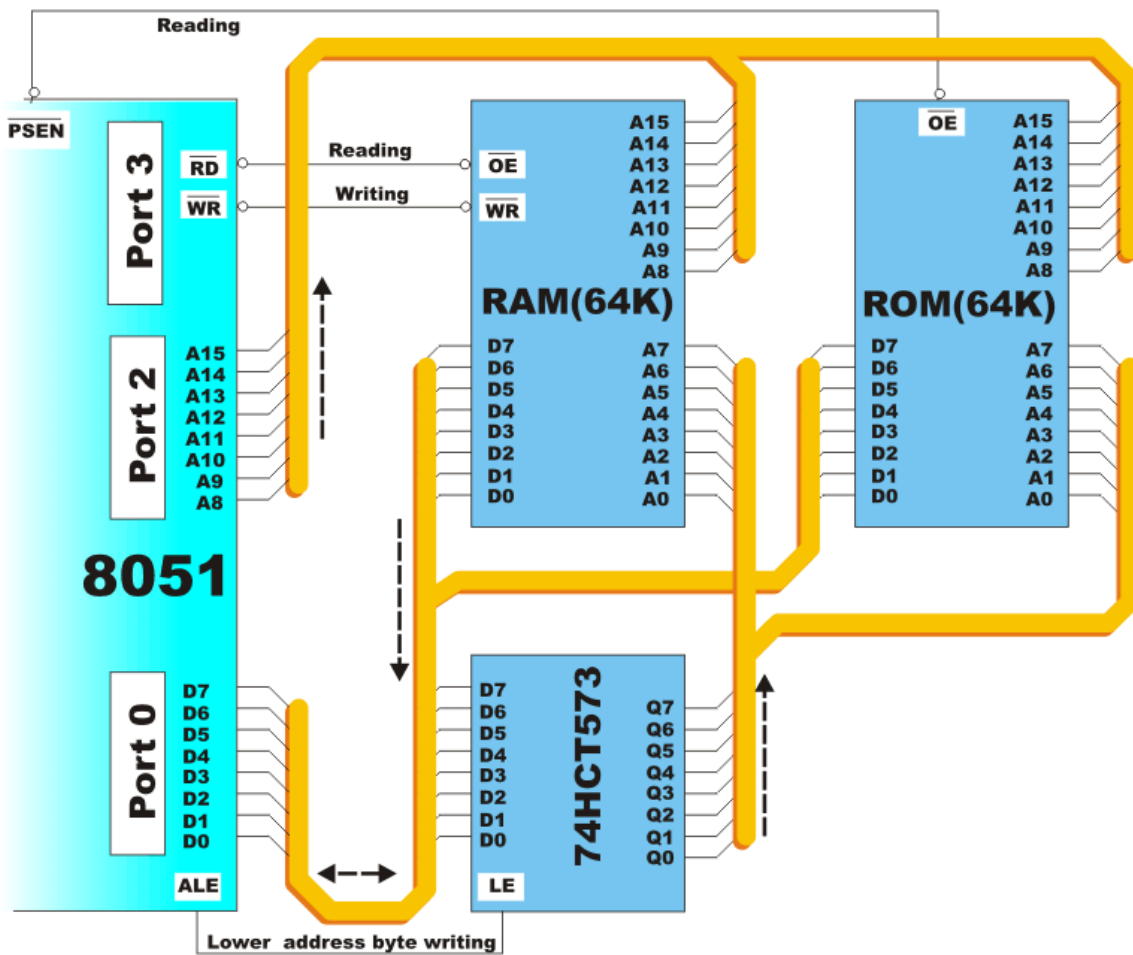 Reading
PSEN
Port 3
RD
WR
Reading
Writing
OE
WR
A15
A14
A13
A12
A11
A10
A9
A8
RAM(64K)
D7
D6
D5
D4
D3
D2
D1
D0
A7
A6
A5
A4
A3
A2
A1
A0
OE
A15
A14
A13
A12
A11
A10
A9
A8
ROM(64K)
D7
D6
D5
D4
D3
D2
D1
D0
A7
A6
A5
A4
A3
A2
A1
A0
Port 2
A15
A14
A13
A12
A11
A10
A9
A8
8051
Port 0
D7
D6
D5
D4
D3
D2
D1
D0
ALE
D7
D6
D5
D4
D3
D2
D1
D0
LE
74HCT573
Q7
Q6
Q5
Q4
Q3
Q2
Q1
Q0
Lower address byte writing